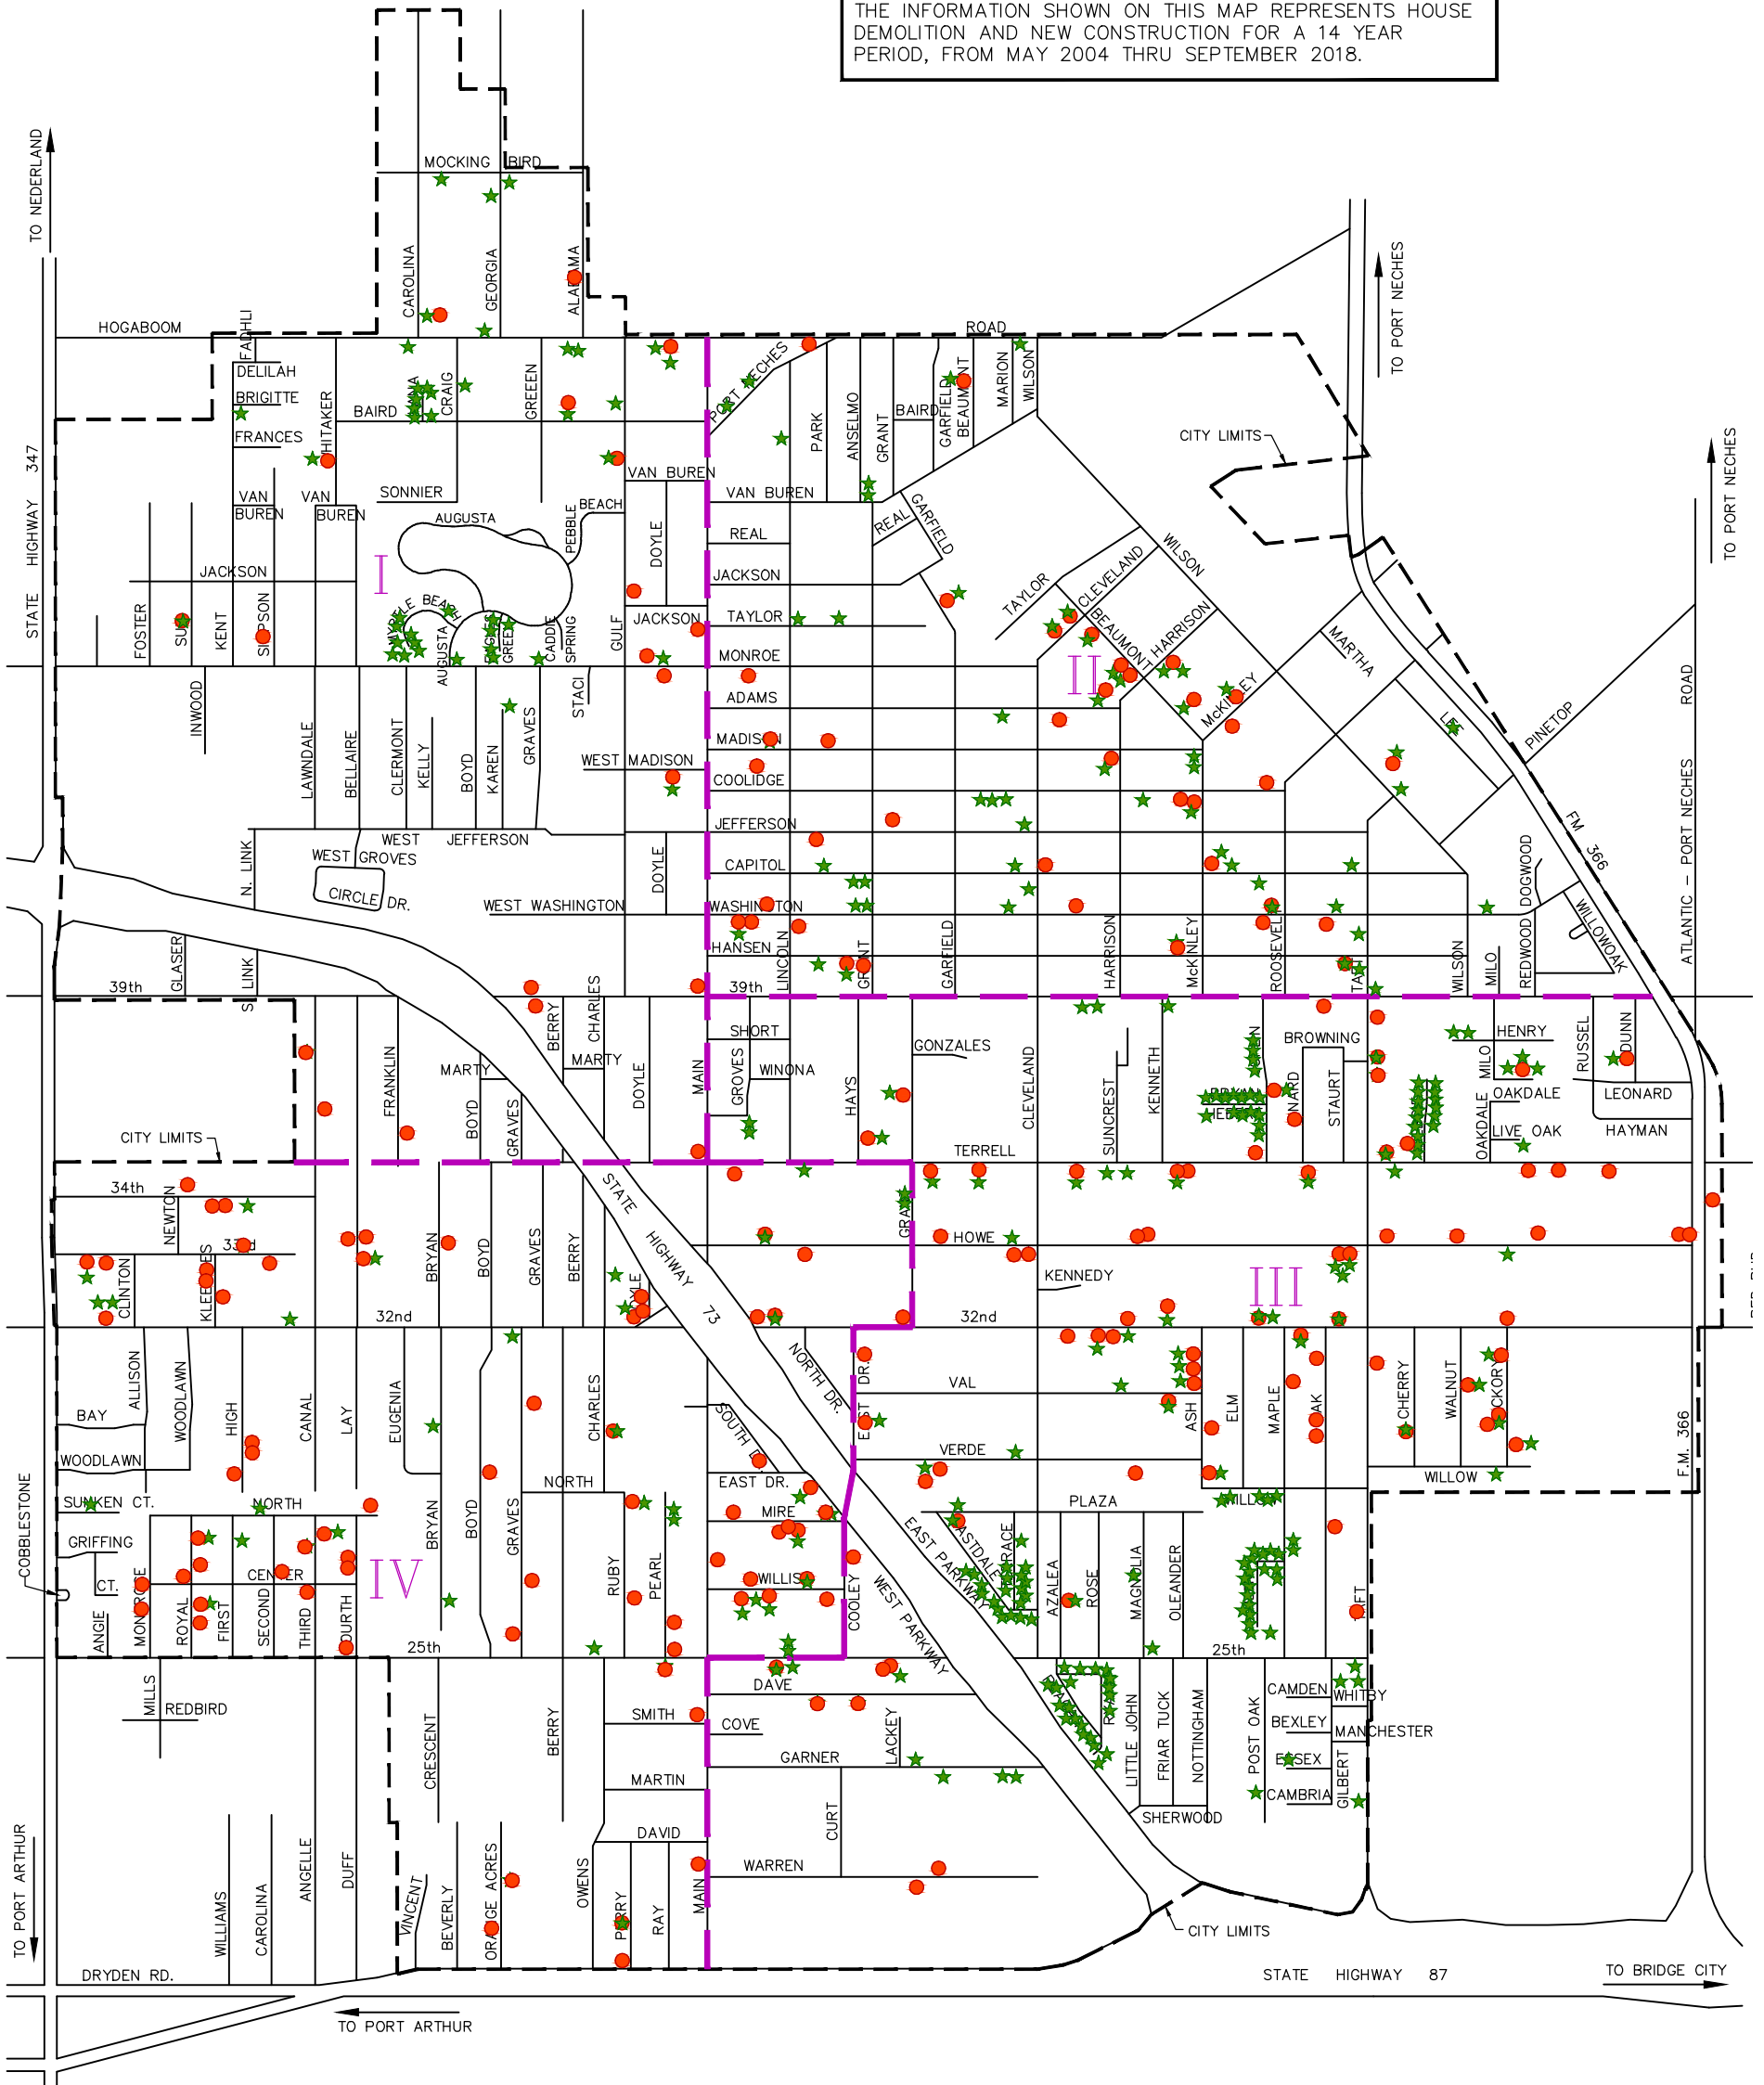 THE INFORMATION SHOWN ON THIS MAP REPRESENTS HOUSE
DEMOLITION AND NEW CONSTRUCTION FOR A 14 YEAR
PERIOD, FROM MAY 2004 THRU SEPTEMBER 2018.
TO NEDERLAND
MOCKING BIRD
CAROLINA
GEORGIA
TO PORT NECHES
HOGABOOM
ROAD
FADHLI
DELILAH
BRIGITTE
FRANCES
BAIRD
CRAIG
GREEEN
PORT NECHES
PARK
ANSELMO
GRANT
BAIRD
GARFIELD
MARION
WILSON
CITY LIMITS
TO PORT NECHES
STATE HIGHWAY 347
VAN
BUREN
VAN
BUREN
SONNIER
VAN BUREN
VAN BUREN
AUGUSTA
PEBBLE
BEACH
DOYLE
REAL
REAL
GARFIELD
I
JACKSON
JACKSON
FOSTER
KENT
AUGUSTA
CADDIE
SPRING
GULF
JACKSON
TAYLOR
MONROE
TAYLOR
CLEVELAND
WILSON
BEAUMONT
HARRISON
MARTHA
II
INWOOD
STACI
ADAMS
McKINLEY
PINETOP
LAWNDALE
BELLAIRE
CLERMONT
KELLY
BOYD
KAREN
GRAVES
WEST MADISON
COOLIDGE
ATLANTIC - PORT NECHES ROAD
FM 366
WEST JEFFERSON
JEFFERSON
N. LINK
WEST GROVES
CIRCLE DR.
DOYLE
CAPITOL
WEST WASHINGTON
WASHINGTON
DOGWOOD
WILLOWOAK
HANSEN
LINCOLN
GARFIELD
HARRISON
McKINLEY
ROOSEVELT
WILSON
MILO
REDWOOD
GLASER
S LINK
39th
39th
BERRY
CHARLES
FRANKLIN
MARTY
MARTY
DOYLE
MAIN
SHORT
GROVES
WINONA
HAYS
GONZALES
CLEVELAND
SUNCREST
KENNETH
BROWNING
STAURT
HENRY
MILO
RUSSEL
DUNN
OAKDALE
OAKDALE
LEONARD
LIVE OAK
HAYMAN
CITY LIMITS
BOYD
GRAVES
TERRELL
34th
NEWTON
BRYAN
BOYD
GRAVES
BERRY
STATE HIGHWAY 73
HOWE
KENNEDY
III
CLINTON
32nd
32nd
ALLISON
WOODLAWN
HIGH
CANAL
LAY
EUGENIA
CHARLES
NORTH DR.
VAL
ASH
ELM
MAPLE
CHERRY
WALNUT
BAY
WOODLAWN
VERDE
WILLOW
F.M. 366
COBBLESTONE
SUNKEN CT.
NORTH
NORTH
EAST DR.
MIRE
PLAZA
GRIFFING
CT.
BRYAN
BOYD
GRAVES
RUBY
PEARL
WILLIS
COOLEY
EAST PARKWAY
WEST PARKWAY
EASTDALE
AZALEA
ROSE
MAGNOLIA
OLEANDER
CENTER
IV
ANGIE
MONROSE
ROYAL
FIRST
SECOND
THIRD
25th
25th
MILLS
REDBIRD
CRESCENT
BERRY
DAVE
SMITH
COVE
LACKEY
GARNER
MARTIN
CURT
DAVID
WARREN
LITTLE JOHN
FRIAR TUCK
NOTTINGHAM
SHERWOOD
POST OAK
CAMDEN
WHITBY
BEXLEY
MANCHESTER
ESSEX
CAMBRIA
GILBERT
TO PORT ARTHUR
WILLIAMS
CAROLINA
ANGELLE
DUFF
VINCENT
BEVERLY
ORANGE ACRES
OWENS
PERRY
RAY
MAIN
CITY LIMITS
DRYDEN RD.
STATE HIGHWAY 87
TO BRIDGE CITY
TO PORT ARTHUR